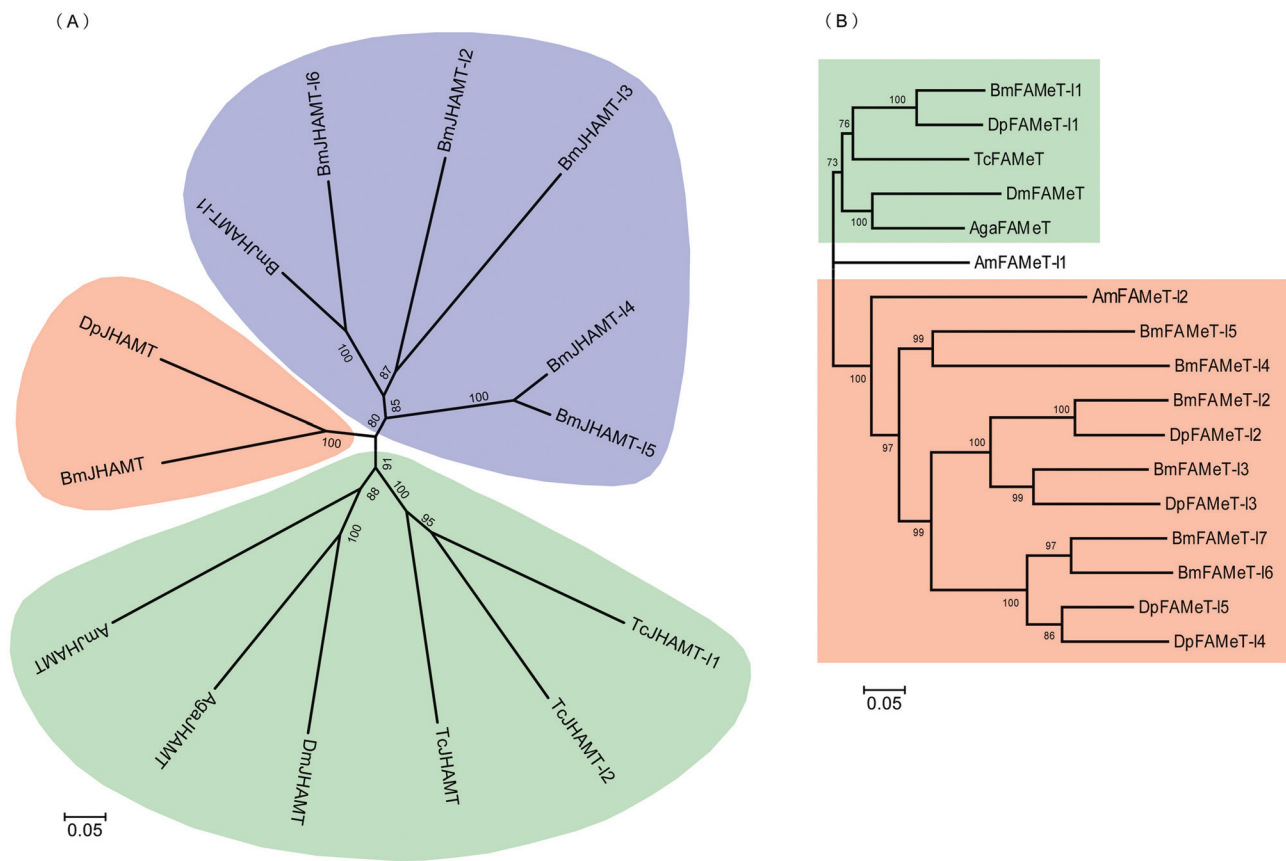 (A)
BmJHAMT-l6
BmJHAMT-l2
BmJHAMT-l3
BmJHAMT-l1
BmJHAMT-l4
BmJHAMT-l5
DpJHAMT
BmJHAMT
100
87
85
100
80
100
91
88
100
100
95
AmJHAMT
AgaJHAMT
DmJHAMT
TcJHAMT
TcJHAMT-l2
TcJHAMT-l1
0.05
(B)
BmFAMeT-l1
100
DpFAMeT-l1
76
TcFAMeT
73
DmFAMeT
100
AgaFAMeT
AmFAMeT-l1
AmFAMeT-l2
BmFAMeT-l5
99
BmFAMeT-l4
100
BmFAMeT-l2
100
DpFAMeT-l2
100
97
BmFAMeT-l3
99
DpFAMeT-l3
99
BmFAMeT-l7
97
BmFAMeT-l6
100
DpFAMeT-l5
86
DpFAMeT-l4
0.05